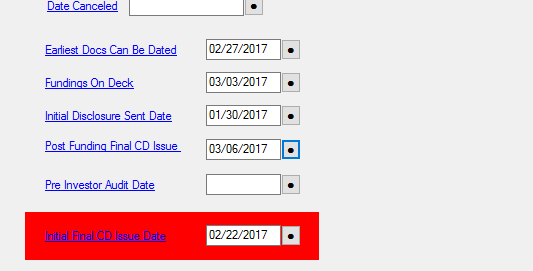 Date Canceled
Earliest Docs Can Be Dated 02/27/2017
Fundings On Deck 03/03/2017
Initial Disclosure Sent Date 01/30/2017
Post Funding Final CD Issue 03/06/2017
Pre Investor Audit Date
Initial Final CD Issue Date 02/22/2017